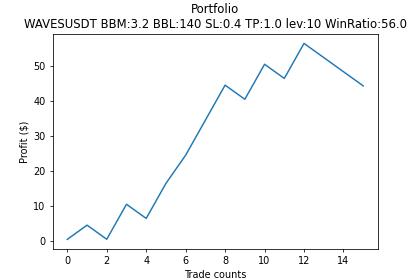 Portfolio
WAVESUSDT BBM:3.2 BBL:140 SL:0.4 TP:1.0 lev:10 WinRatio:56.0
50
40
30
20
10
0
Profit ($)
0 2 4 6 8 10 12 14
Trade counts